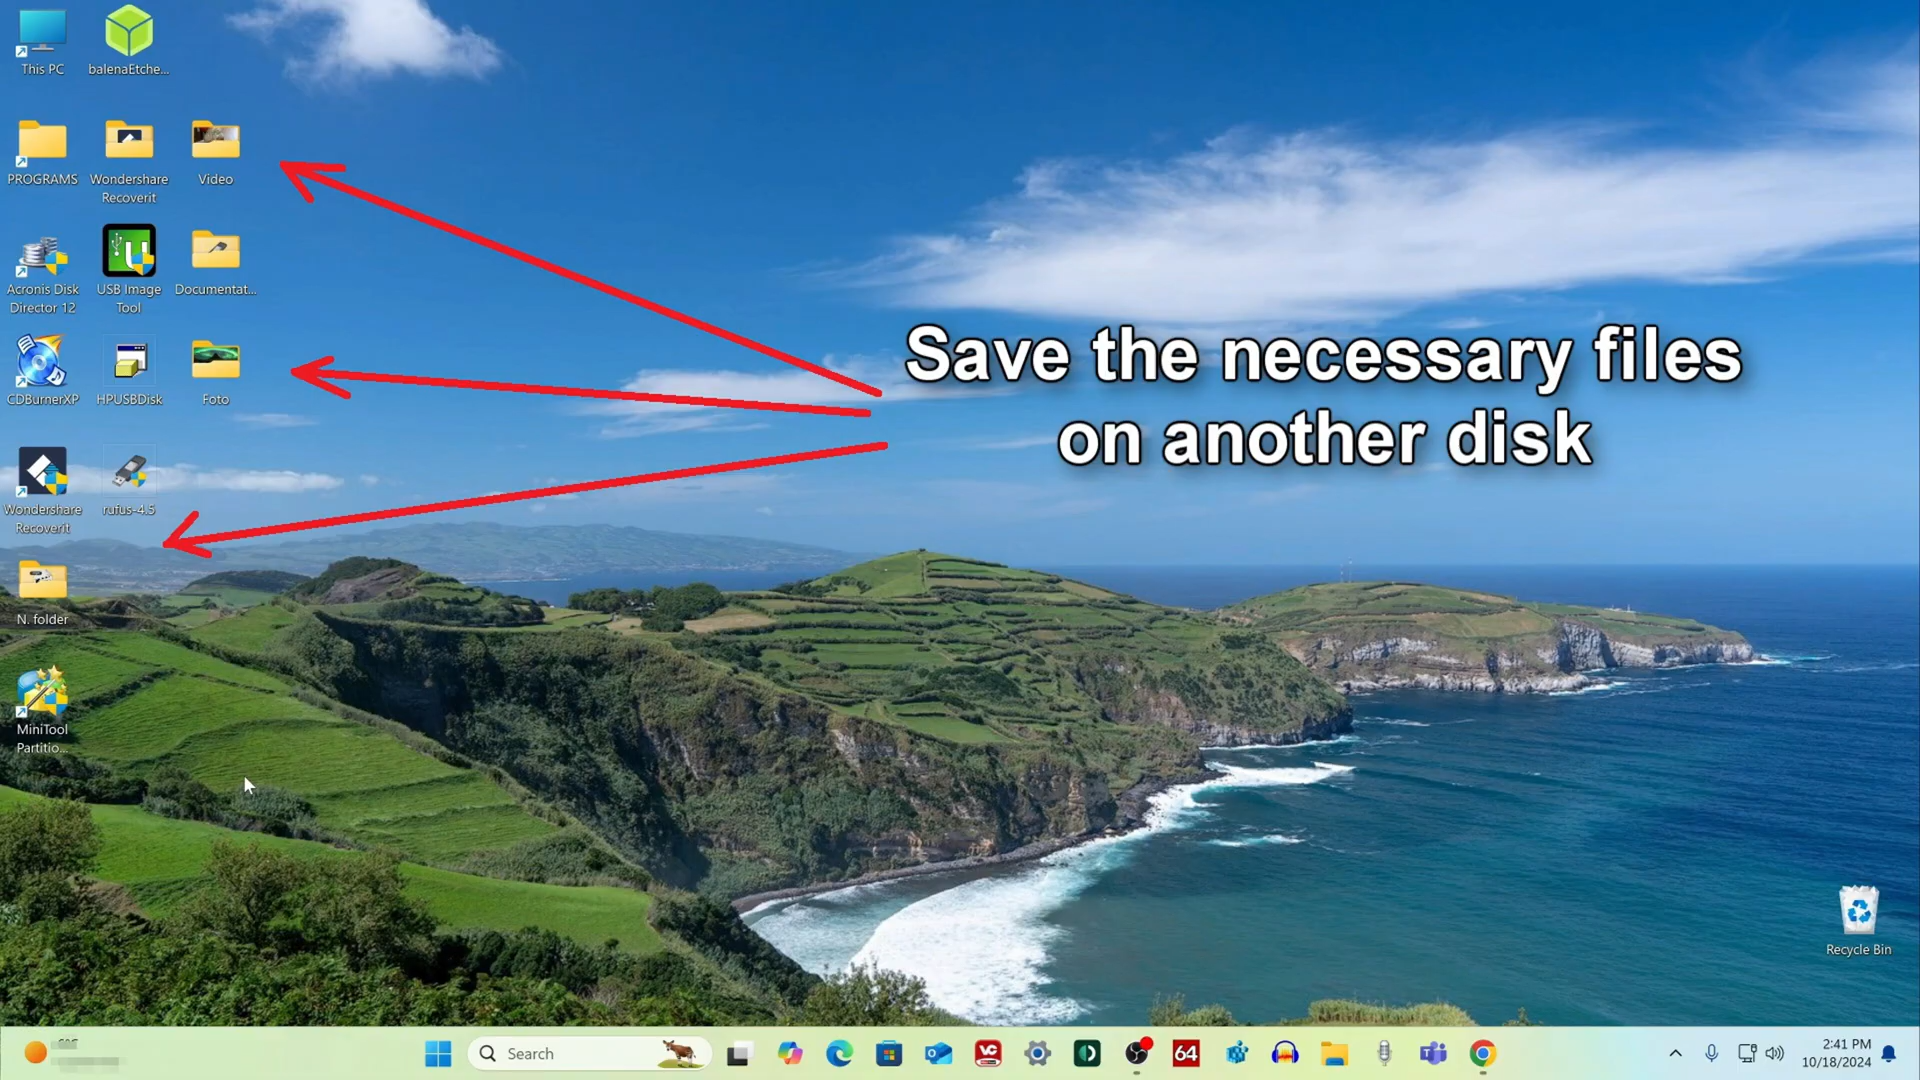 This PC
balenaEtche...
PROGRAMS
Wondershare
Recoverit
Video
Acronis Disk
Director 12
USB Image
Tool
Documentat...
CDBurnerXP
HPUSBDisk
Foto
Wondershare
Recoverit
rufus-4.5
N. folder
MiniTool
Partitio...
Save the necessary files
on another disk
Recycle Bin
Search
VC
64
2:41 PM
10/18/2024